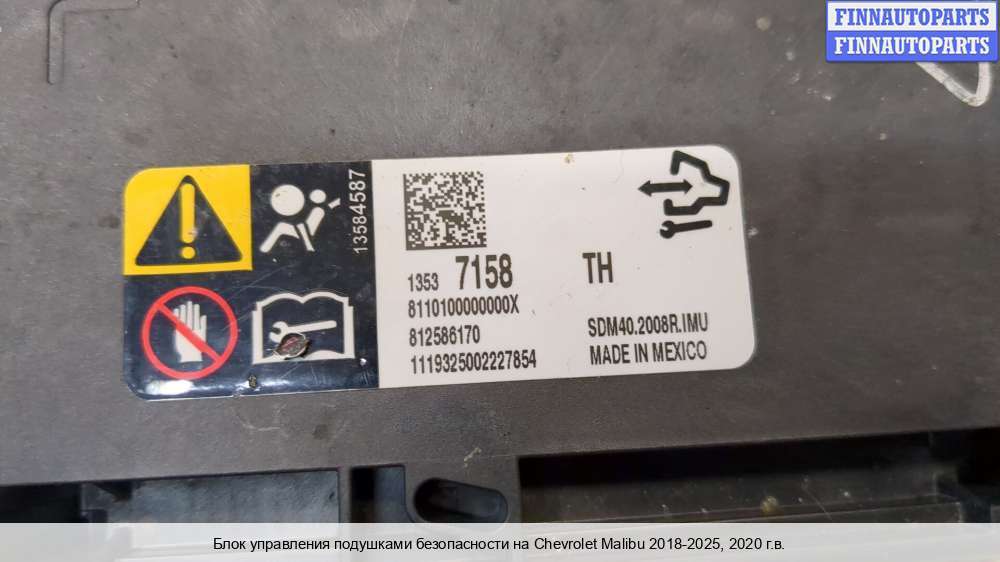 FINNAUTOPARTS
FINNAUTOPARTS
13584587
1353 7158 TH
8110100000000X
812586170
1119325002227854
SDM40.2008R.IMU
MADE IN MEXICO
Блок управления подушками безопасности на Chevrolet Malibu 2018-2025, 2020 г.в.